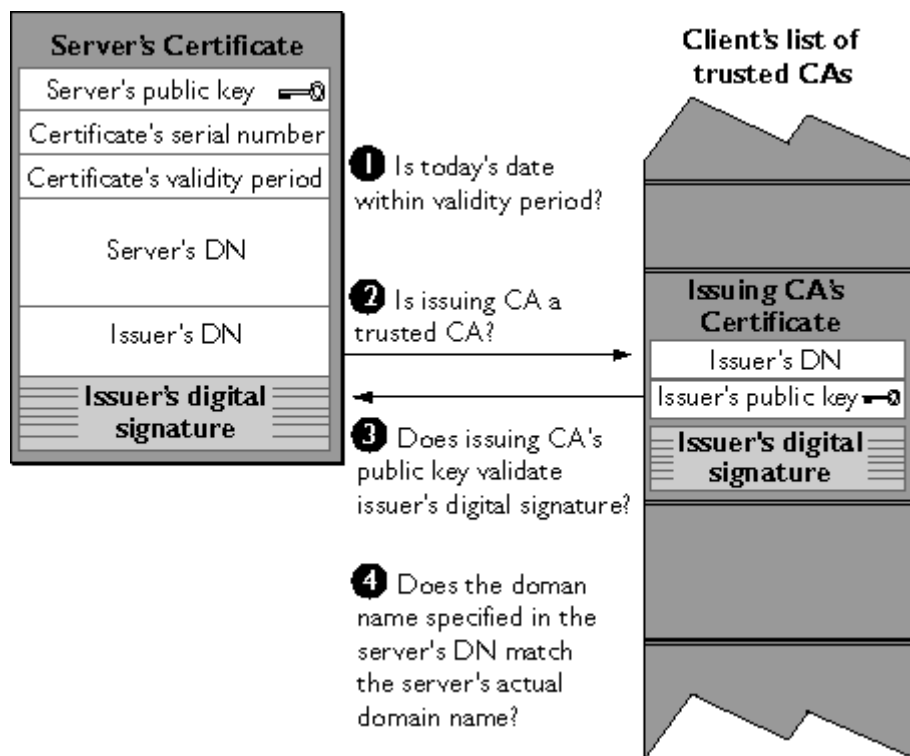 Server's Certificate
Server's public key
Certificate's serial number
Certificate's validity period
Server's DN
Issuer's DN
Issuer's digital
signature
1 Is today's date
within validity period?
2 Is issuing CA a
trusted CA?
3 Does issuing CA's
public key validate
issuer's digital signature?
4 Does the doman
name specified in the
server's DN match
the server's actual
domain name?
Client's list of
trusted CAs
Issuing CA's
Certificate
Issuer's DN
Issuer's public key
Issuer's digital
signature